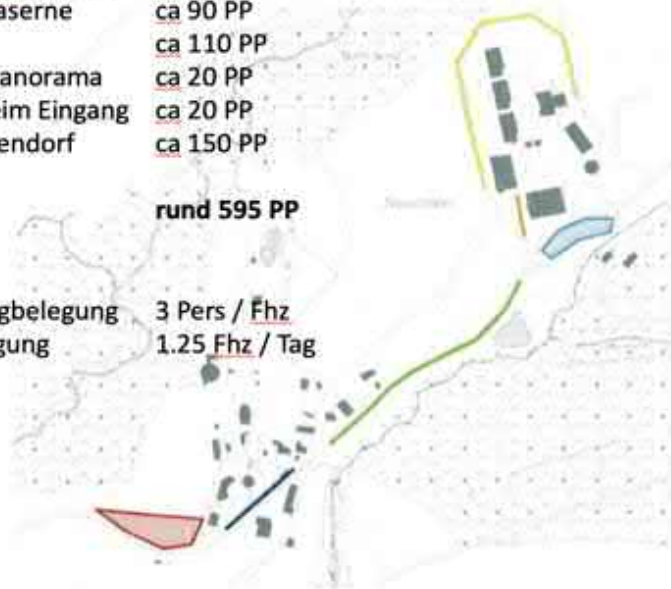 aserne ca 90 PP
ca 110 PP
anorama ca 20 PP
eim Eingang ca 20 PP
endorf ca 150 PP
rund 595 PP
gbelegung 3 Pers / Fhz
gung 1.25 Fhz / Tag